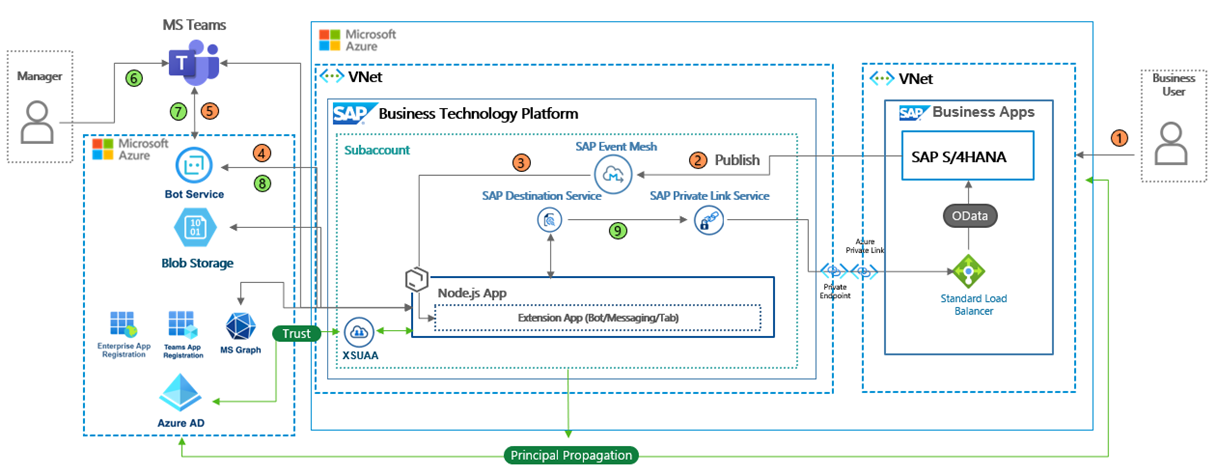 MS Teams
Manager
6
7
5
Microsoft
Azure
Bot Service
4
8
10
01
Blob Storage
Enterprise App
Registration
Teams App
Registration
MS Graph
Azure AD
Trust
Microsoft
Azure
VNet
SAP Business Technology Platform
Subaccount
3
SAP Event Mesh
2 Publish
SAP Destination Service
SAP Private Link Service
9
Node.js App
Extension App (Bot/Messaging/Tab)
XSUAA
Private
Endpoint
Azure
Private Link
VNet
SAP Business Apps
SAP S/4HANA
OData
Standard Load
Balancer
1
Business
User
Principal Propagation